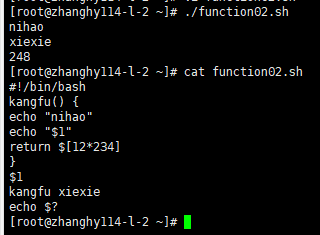 [root@zhanghy114-l-2 ~]# ./function02.sh
nihao
xiexie
248
[root@zhanghy114-l-2 ~]# cat function02.sh
#!/bin/bash
kangfu() {
echo "nihao"
echo "$1"
return $[12*234]
}
$1
kangfu xiexie
echo $?
[root@zhanghy114-l-2 ~]#